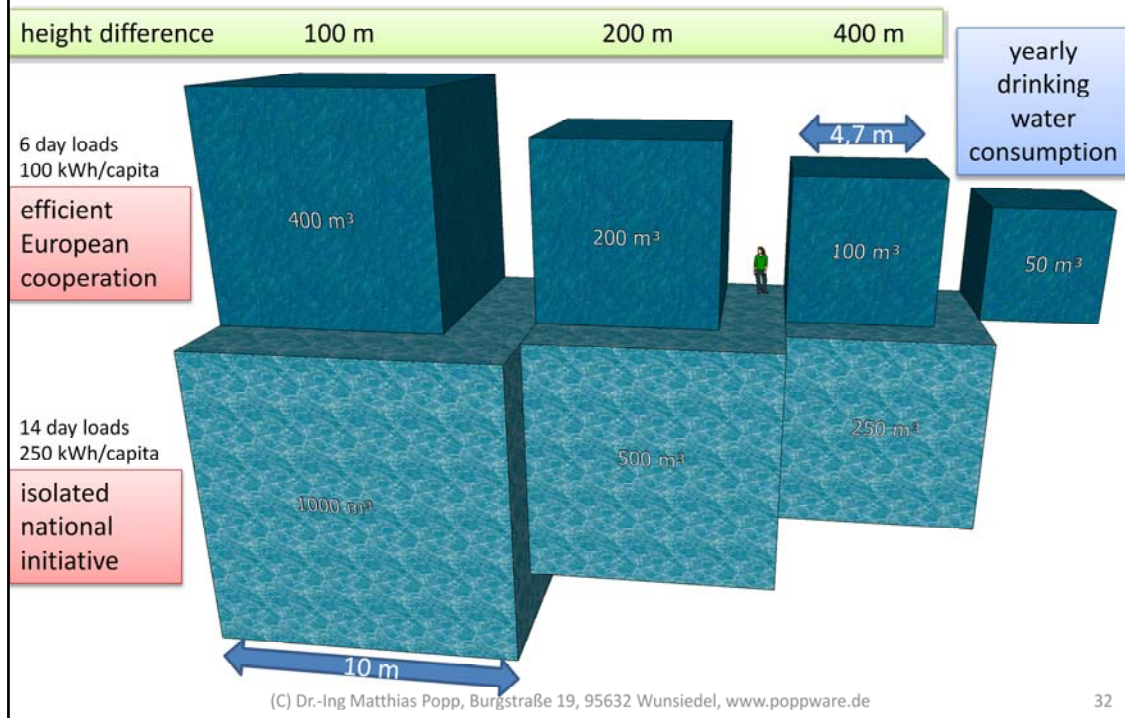 height difference 100 m 200 m 400 m
yearly
drinking
water
consumption
4,7 m
6 day loads
100 kWh/capita
efficient
European
cooperation
400 m³
200 m³
100 m³
50 m³
14 day loads
250 kWh/capita
isolated
national
initiative
1000 m³
500 m³
250 m³
10 m
(C) Dr.-Ing Matthias Popp, Burgstraße 19, 95632 Wunsiedel, www.poppware.de 32